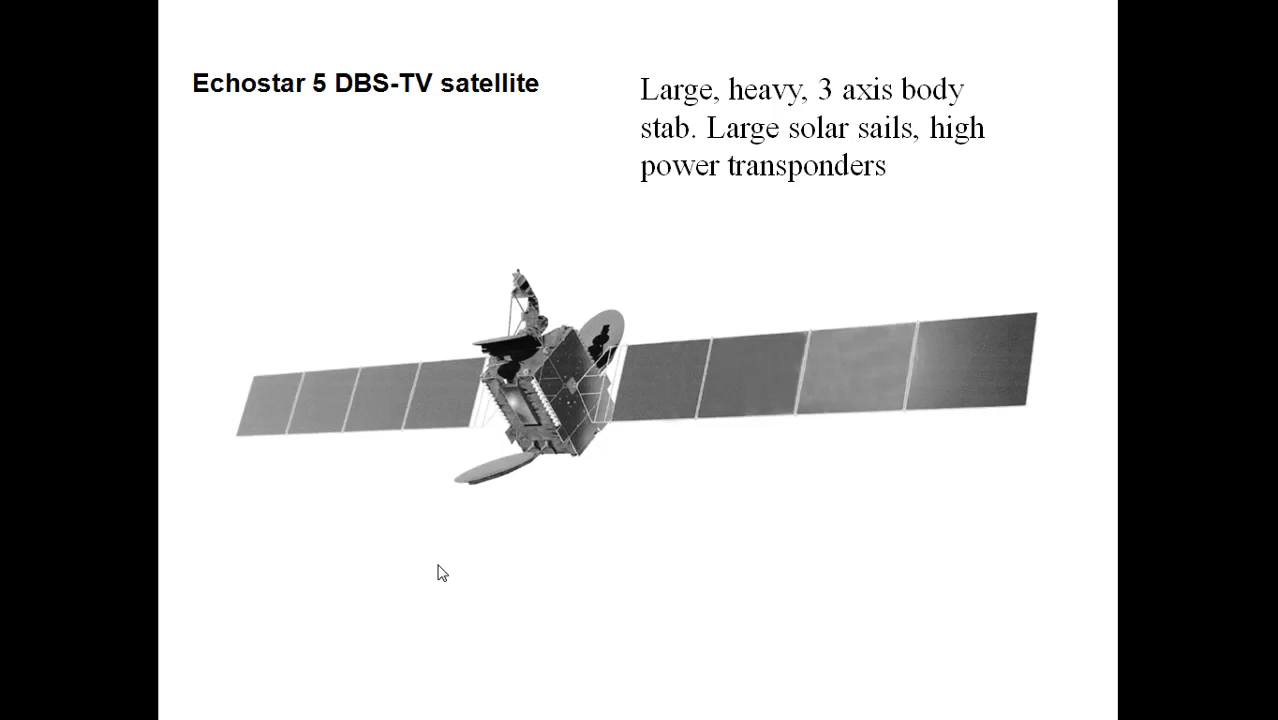 Echostar 5 DBS-TV satellite
Large, heavy, 3 axis body
stab. Large solar sails, high
power transponders